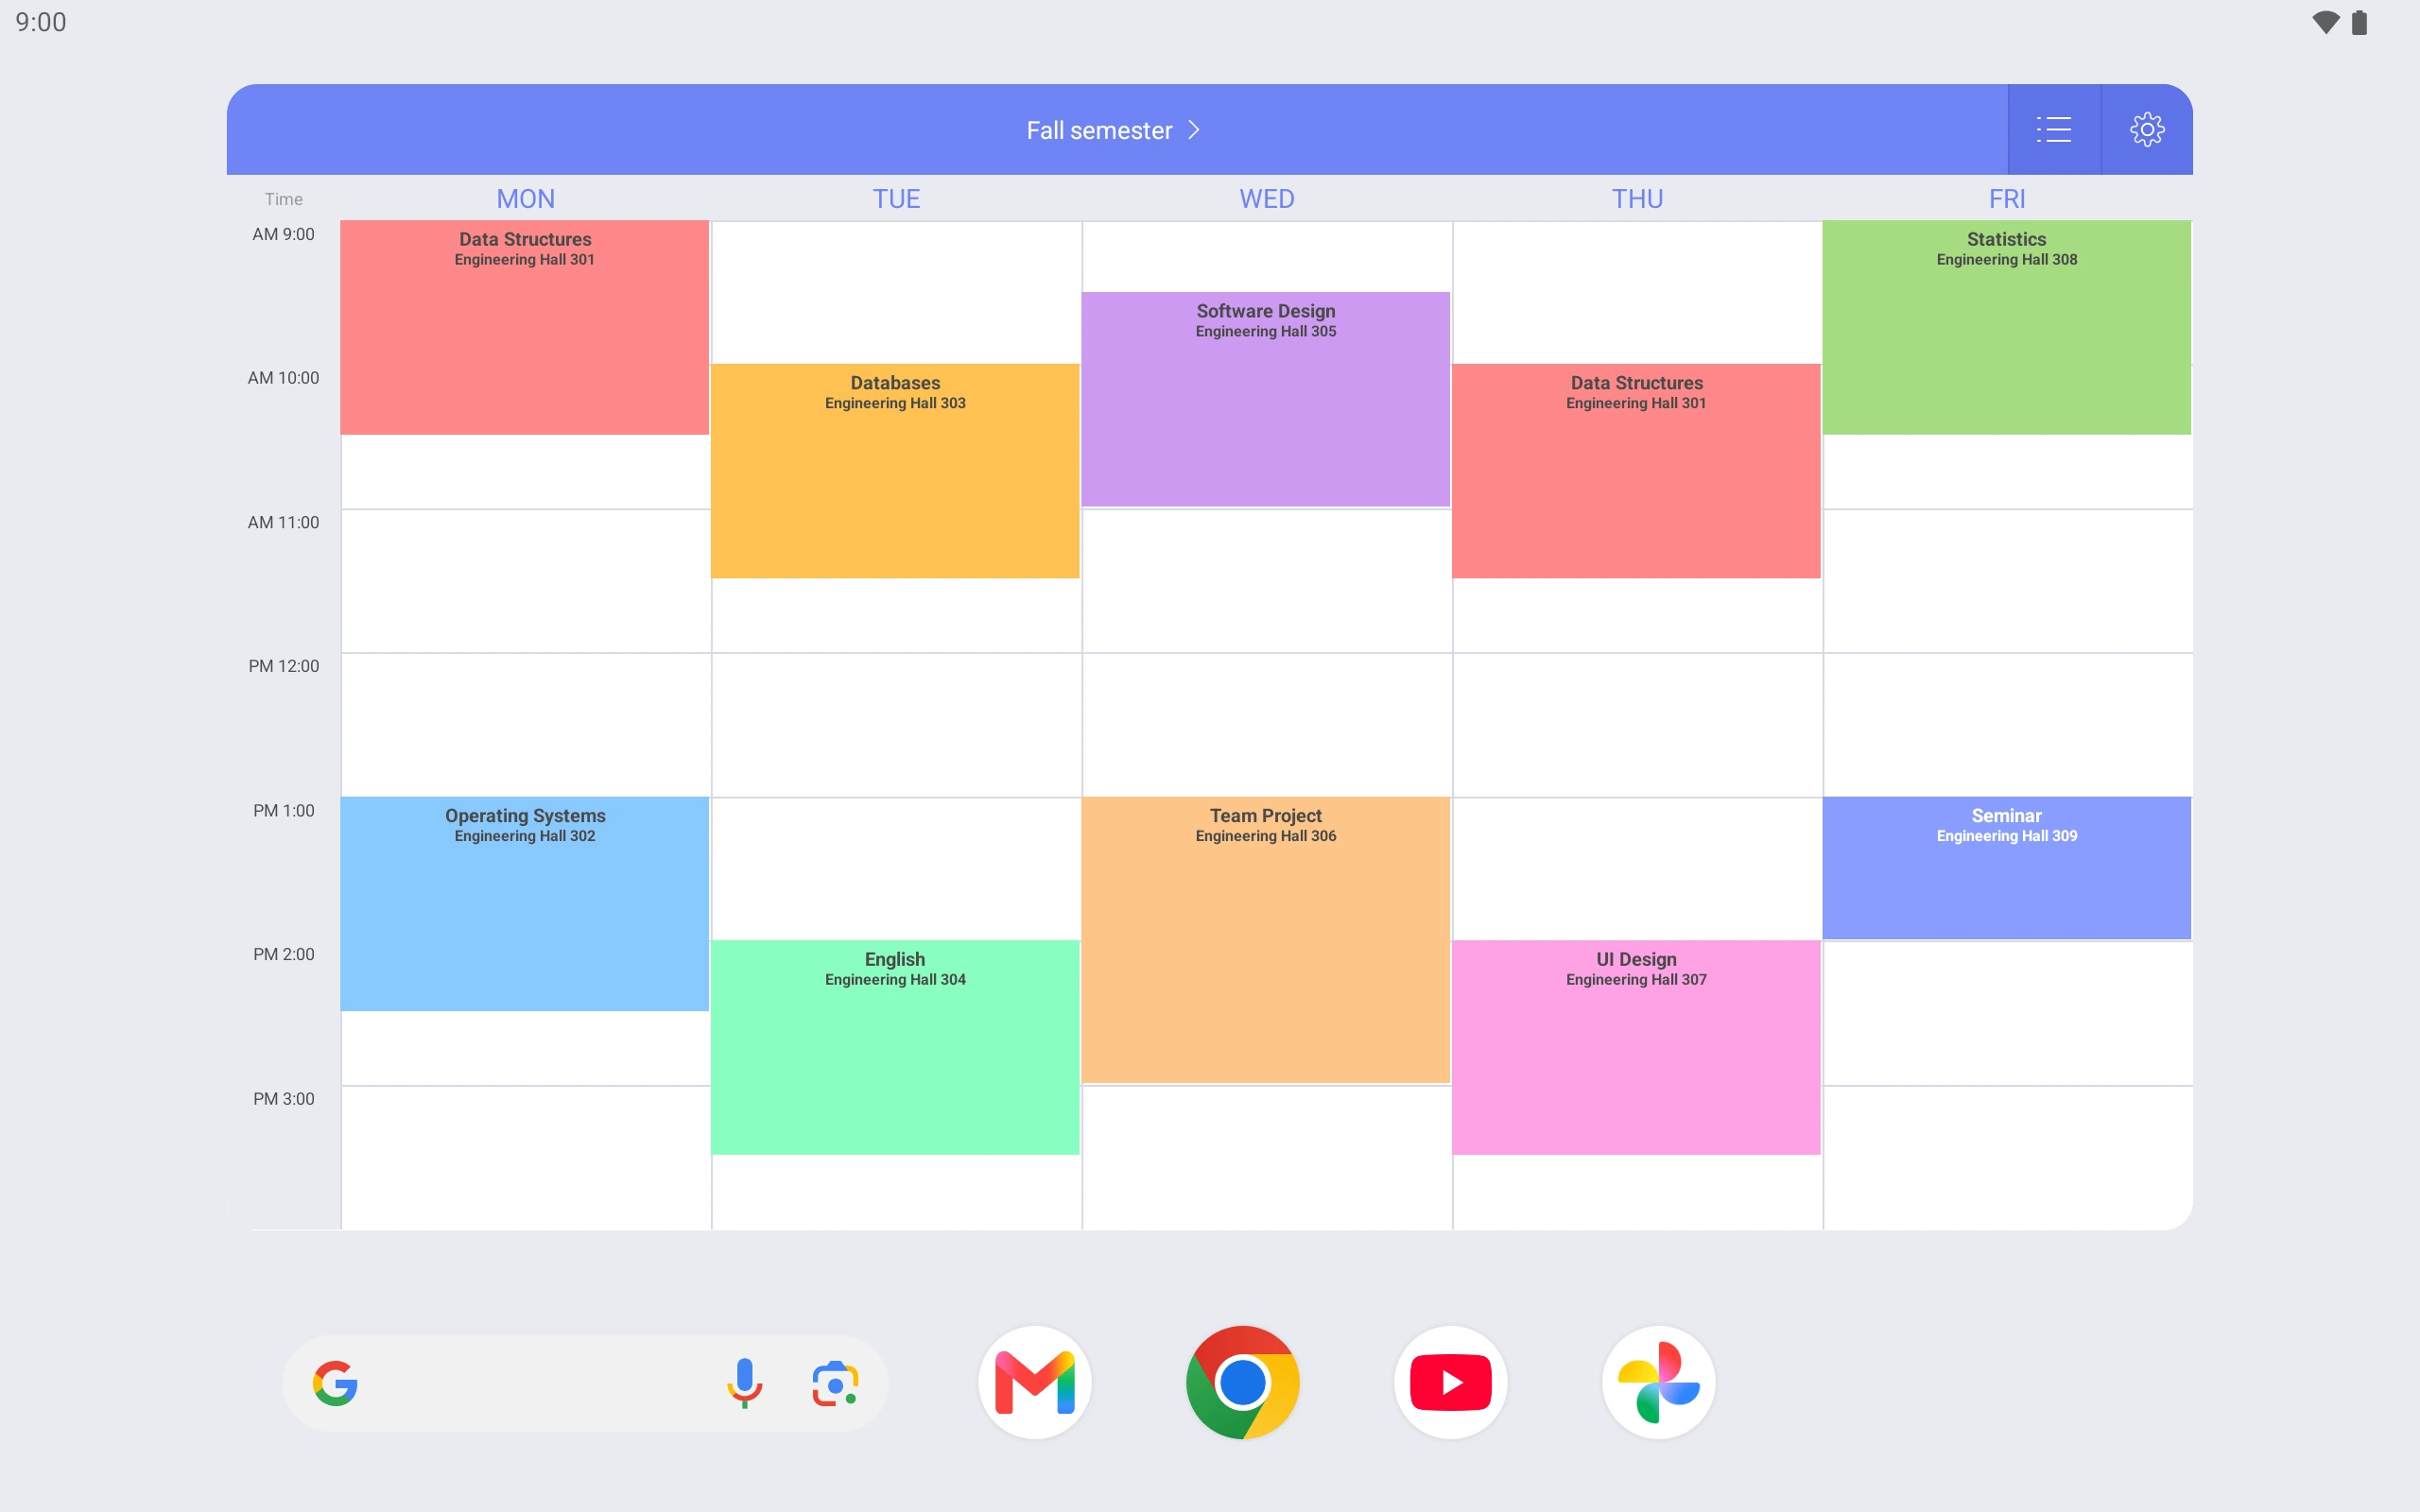 9:00
Fall semester
Time MON TUE WED THU FRI
AM 9:00
Data Structures
Engineering Hall 301
Statistics
Engineering Hall 308
Software Design
Engineering Hall 305
AM 10:00
Databases
Engineering Hall 303
Data Structures
Engineering Hall 301
AM 11:00
PM 12:00
PM 1:00
Operating Systems
Engineering Hall 302
Team Project
Engineering Hall 306
Seminar
Engineering Hall 309
PM 2:00
English
Engineering Hall 304
UI Design
Engineering Hall 307
PM 3:00